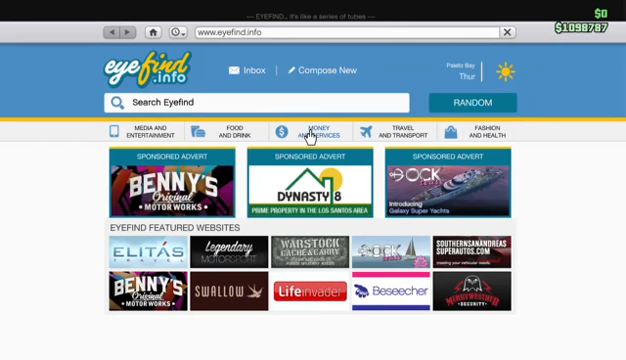 — EYEFIND... It's like a series of tubes —
$0
$1098787
www.eyefind.info
eyefind.info
Inbox
Compose New
Paleto Bay
Thur
Search Eyefind
RANDOM
MEDIA AND
ENTERTAINMENT
FOOD
AND DRINK
MONEY
AND SERVICES
TRAVEL
AND TRANSPORT
FASHION
AND HEALTH
SPONSORED ADVERT
SPONSORED ADVERT
SPONSORED ADVERT
BENNY'S
Original
MOTOR WORKS
DYNASTY 8
PRIME PROPERTY IN THE LOS SANTOS AREA
DOCK
Introducing
Galaxy Super Yachts
EYEFIND FEATURED WEBSITES
ELITÁS
TRAVEL
Legendary
MOTORSPORT
WARSTOCK
CACHE & CARRY
DOCK
SOUTHERNSANANDREAS
SUPERAUTOS.COM
BENNY'S
Original
MOTOR WORKS
SWALLOW
Lifeinvader
Beseecher
MERRYWEATHER
SECURITY